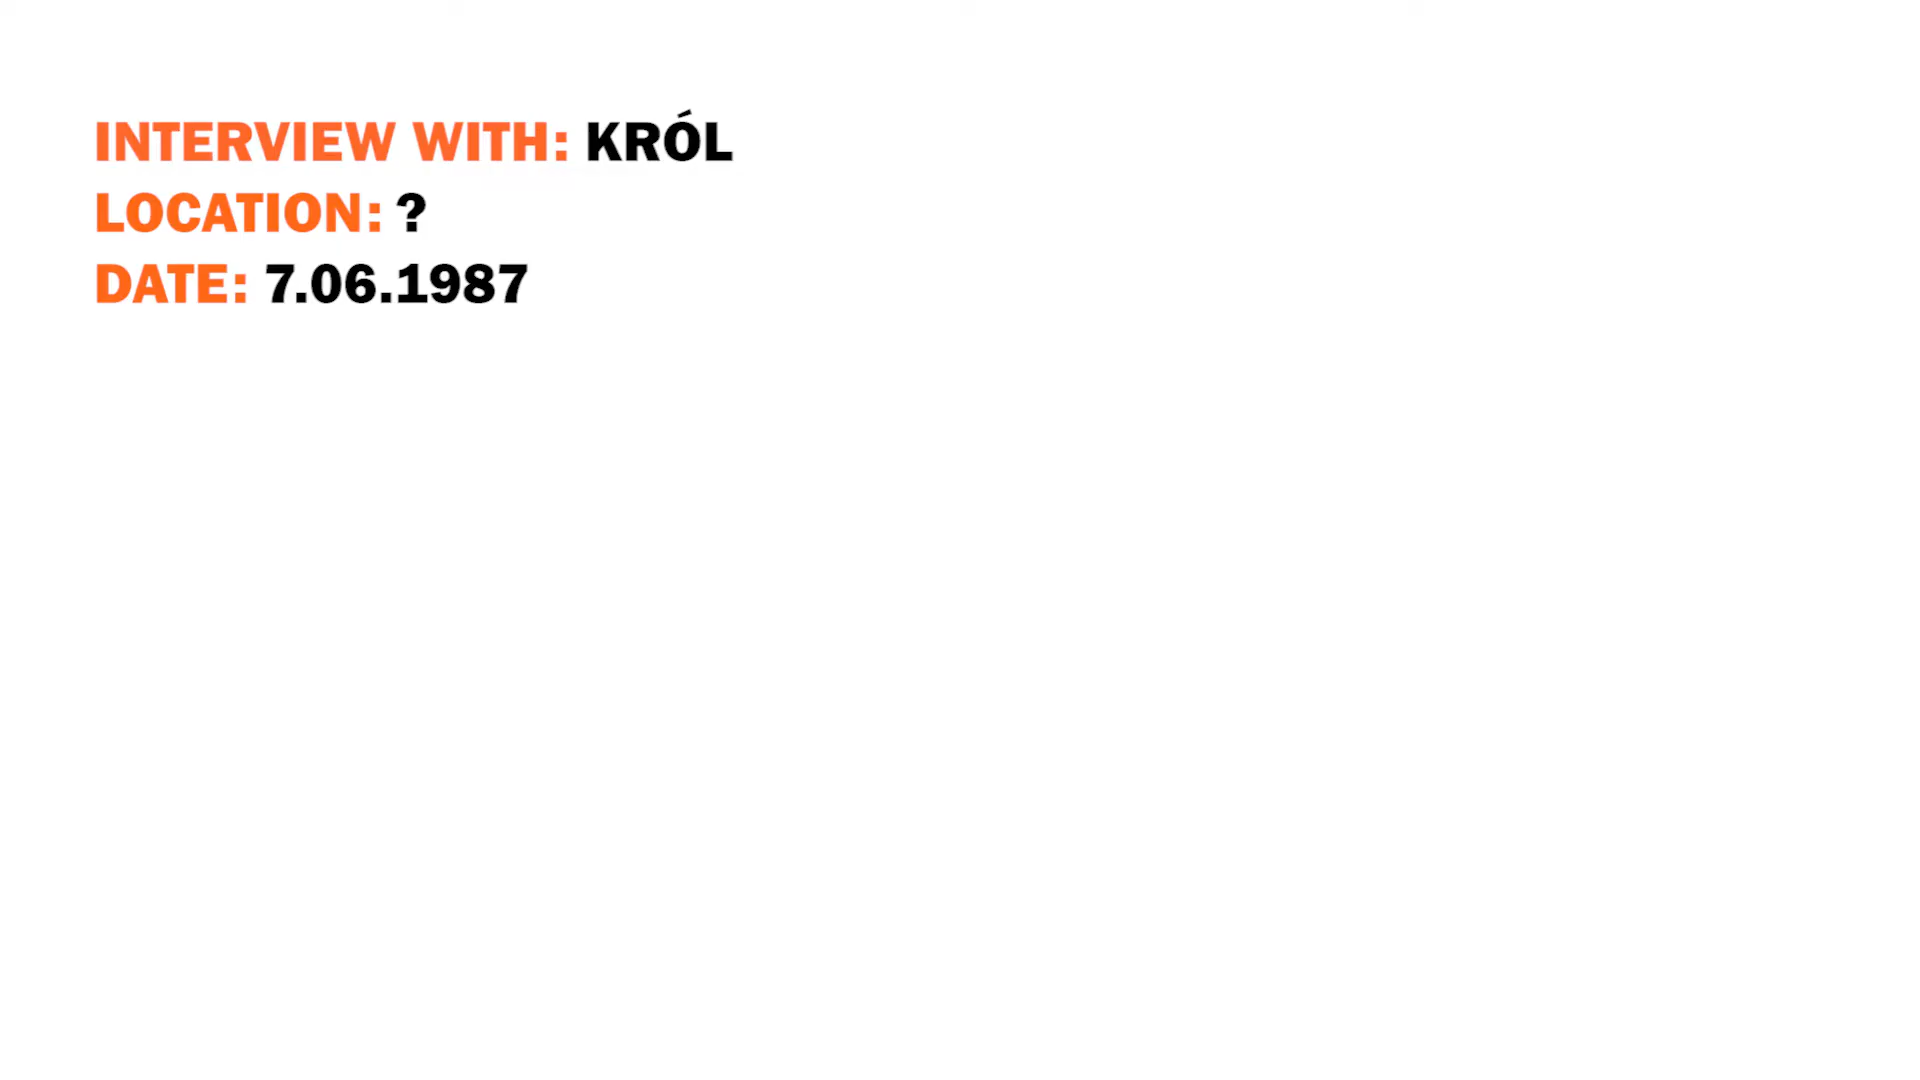 INTERVIEW WITH: KRÓL
LOCATION: ?
DATE: 7.06.1987